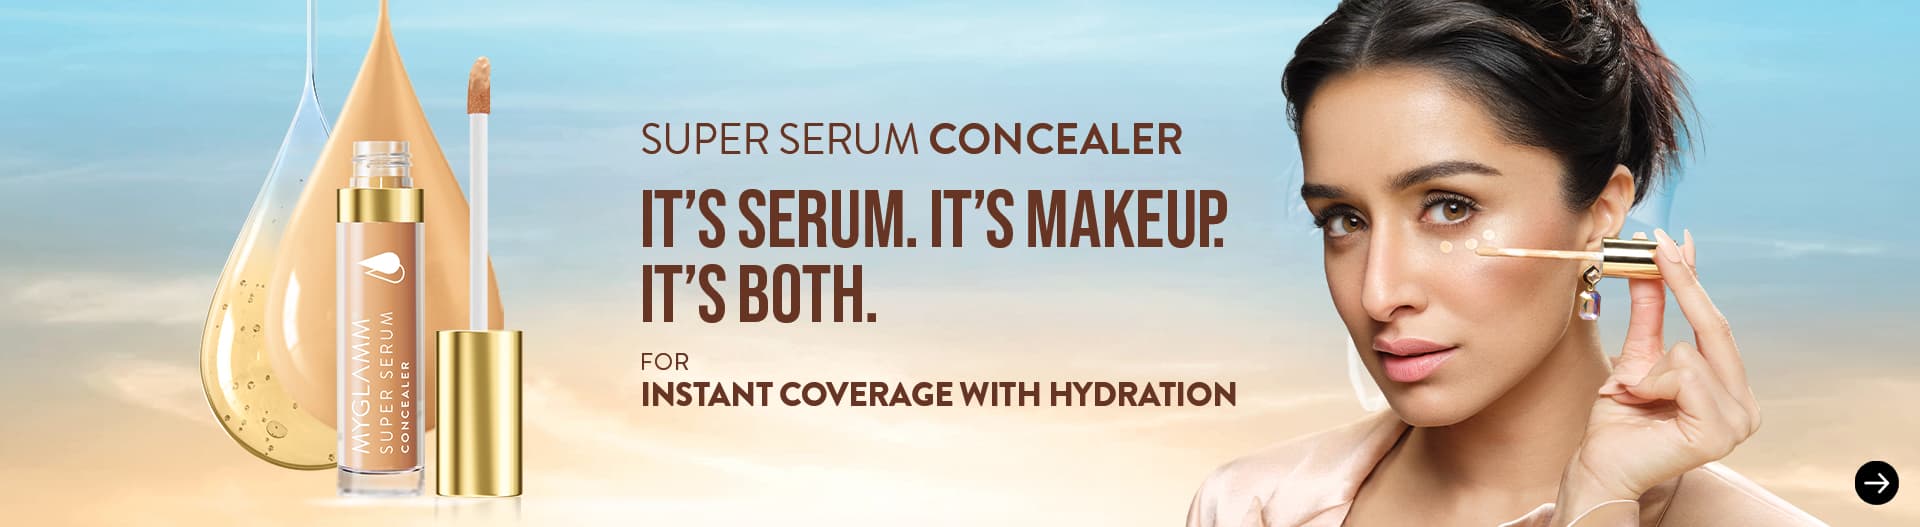 MYGLAMM
SUPER SERUM
CONCEALER
SUPER SERUM CONCEALER
IT'S SERUM. IT'S MAKEUP.
IT'S BOTH.
FOR
INSTANT COVERAGE WITH HYDRATION